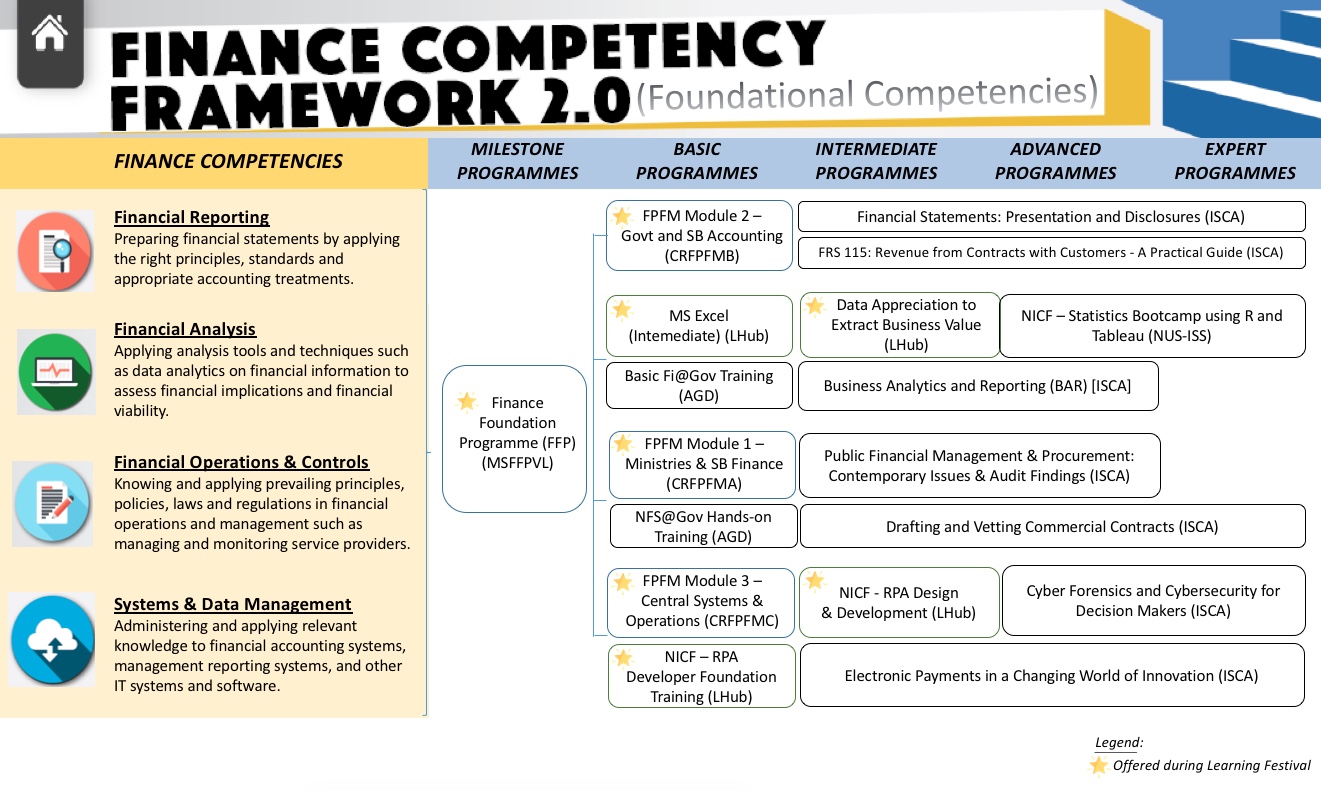 FINANCE COMPETENCY
FRAMEWORK 2.0 (Foundational Competencies)
FINANCE COMPETENCIES
MILESTONE
PROGRAMMES
BASIC
PROGRAMMES
INTERMEDIATE
PROGRAMMES
ADVANCED
PROGRAMMES
EXPERT
PROGRAMMES
Financial Reporting
Preparing financial statements by applying
the right principles, standards and
appropriate accounting treatments.
Financial Analysis
Applying analysis tools and techniques such
as data analytics on financial information to
assess financial implications and financial
viability.
Financial Operations & Controls
Knowing and applying prevailing principles,
policies, laws and regulations in financial
operations and management such as
managing and monitoring service providers.
Systems & Data Management
Administering and applying relevant
knowledge to financial accounting systems,
management reporting systems, and other
IT systems and software.
Finance
Foundation
Programme (FFP)
(MSFFPVL)
FPFM Module 2 –
Govt and SB Accounting
(CRFPFMB)
Financial Statements: Presentation and Disclosures (ISCA)
FRS 115: Revenue from Contracts with Customers - A Practical Guide (ISCA)
MS Excel
(Intemediate) (LHub)
Data Appreciation to
Extract Business Value
(LHub)
NICF – Statistics Bootcamp using R and
Tableau (NUS-ISS)
Basic Fi@Gov Training
(AGD)
Business Analytics and Reporting (BAR) [ISCA]
FPFM Module 1 –
Ministries & SB Finance
(CRFPFMA)
Public Financial Management & Procurement:
Contemporary Issues & Audit Findings (ISCA)
NFS@Gov Hands-on
Training (AGD)
Drafting and Vetting Commercial Contracts (ISCA)
FPFM Module 3 –
Central Systems &
Operations (CRFPFMC)
NICF - RPA Design
& Development (LHub)
Cyber Forensics and Cybersecurity for
Decision Makers (ISCA)
NICF – RPA
Developer Foundation
Training (LHub)
Electronic Payments in a Changing World of Innovation (ISCA)
Legend:
Offered during Learning Festival